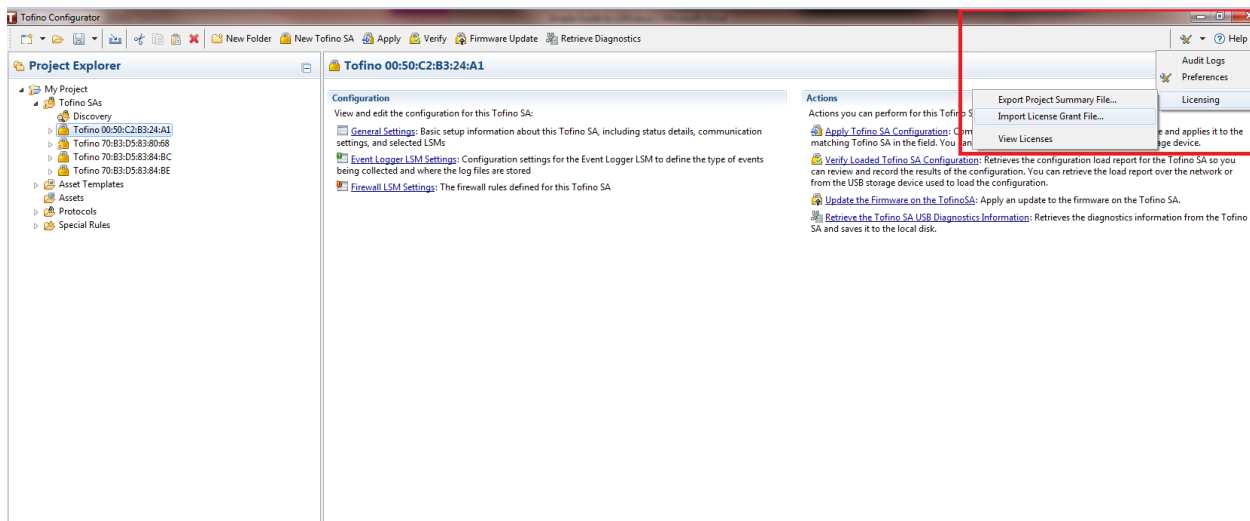 Tofino Configurator
New Folder New Tofino SA Apply Verify Firmware Update Retrieve Diagnostics
Help
Project Explorer
My Project
Tofino SAs
Discovery
Tofino 00:50:C2:B3:24:A1
Tofino 70:B3:D5:83:80:68
Tofino 70:B3:D5:83:84:BC
Tofino 70:B3:D5:83:84:BE
Asset Templates
Assets
Protocols
Special Rules
Tofino 00:50:C2:B3:24:A1
Configuration
View and edit the configuration for this Tofino SA:
General Settings: Basic setup information about this Tofino SA, including status details, communication
settings, and selected LSMs
Event Logger LSM Settings: Configuration settings for the Event Logger LSM to define the type of events
being collected and where the log files are stored
Firewall LSM Settings: The firewall rules defined for this Tofino SA
Actions
Actions you can perform for this Tofino S
Apply Tofino SA Configuration: Com e and applies it to the
matching Tofino SA in the field. You can age device.
Verify Loaded Tofino SA Configuration: Retrieves the configuration load report for the Tofino SA so you
can review and record the results of the configuration. You can retrieve the load report over the network or
from the USB storage device used to load the configuration.
Update the Firmware on the TofinoSA: Apply an update to the firmware on the Tofino SA.
Retrieve the Tofino SA USB Diagnostics Information: Retrieves the diagnostics information from the Tofino
SA and saves it to the local disk.
Audit Logs
Preferences
Licensing
Export Project Summary File...
Import License Grant File...
View Licenses